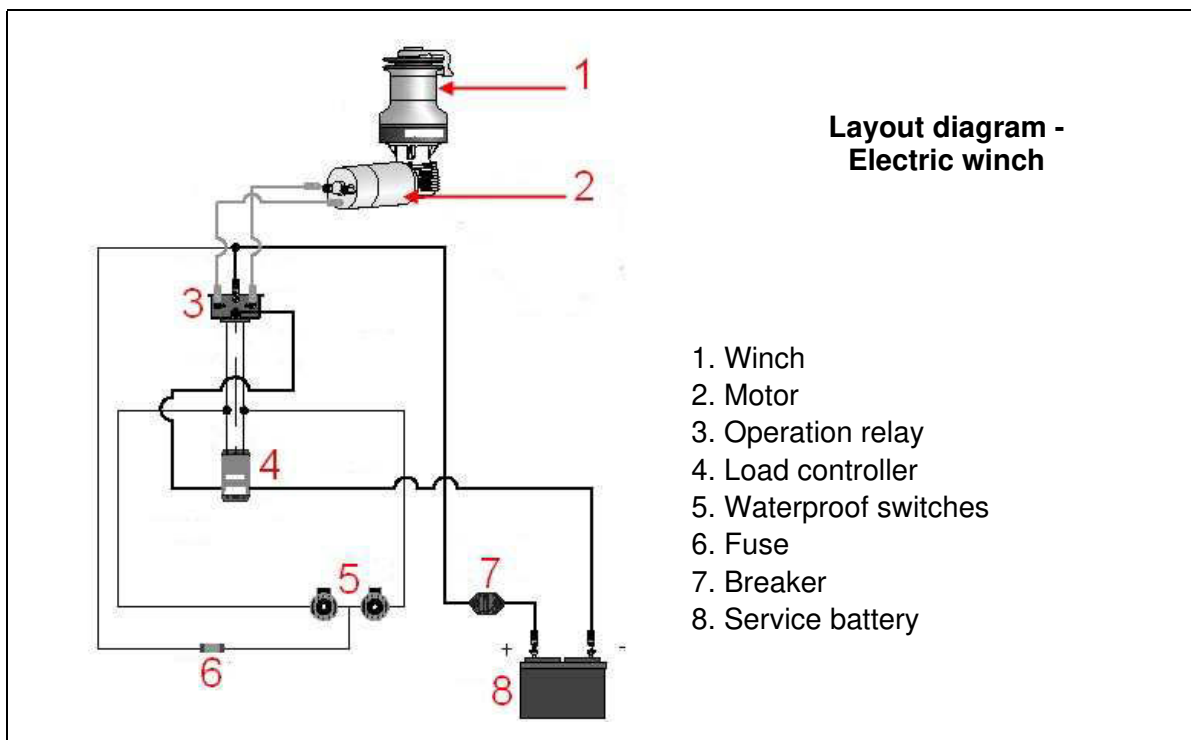 Layout diagram -
Electric winch
1
2
3
4
5
6
7
8
+ -
1. Winch
2. Motor
3. Operation relay
4. Load controller
5. Waterproof switches
6. Fuse
7. Breaker
8. Service battery